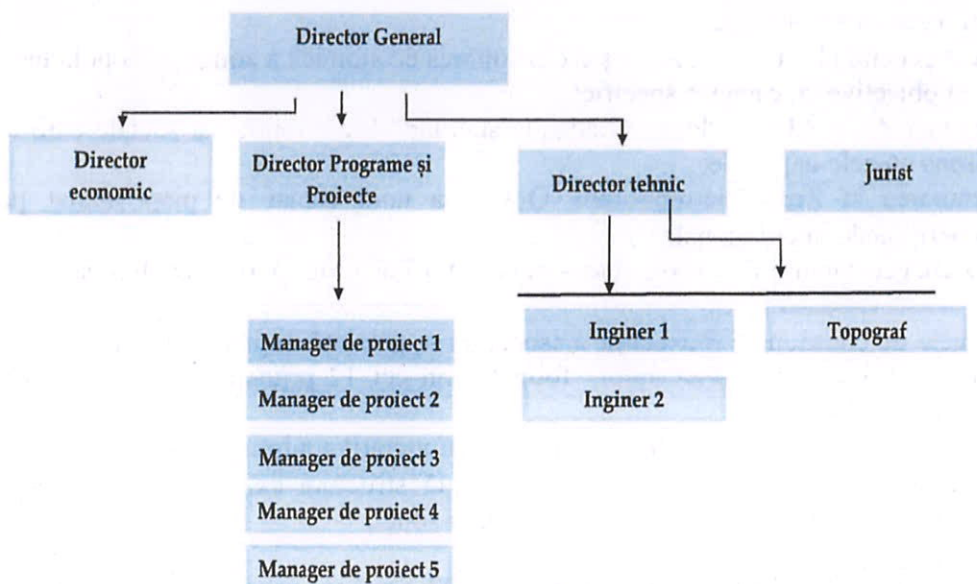 Director General
Director
economic
Director Programe și
Proiecte
Director tehnic
Jurist
Manager de proiect 1
Inginer 1
Topograf
Manager de proiect 2
Inginer 2
Manager de proiect 3
Manager de proiect 4
Manager de proiect 5